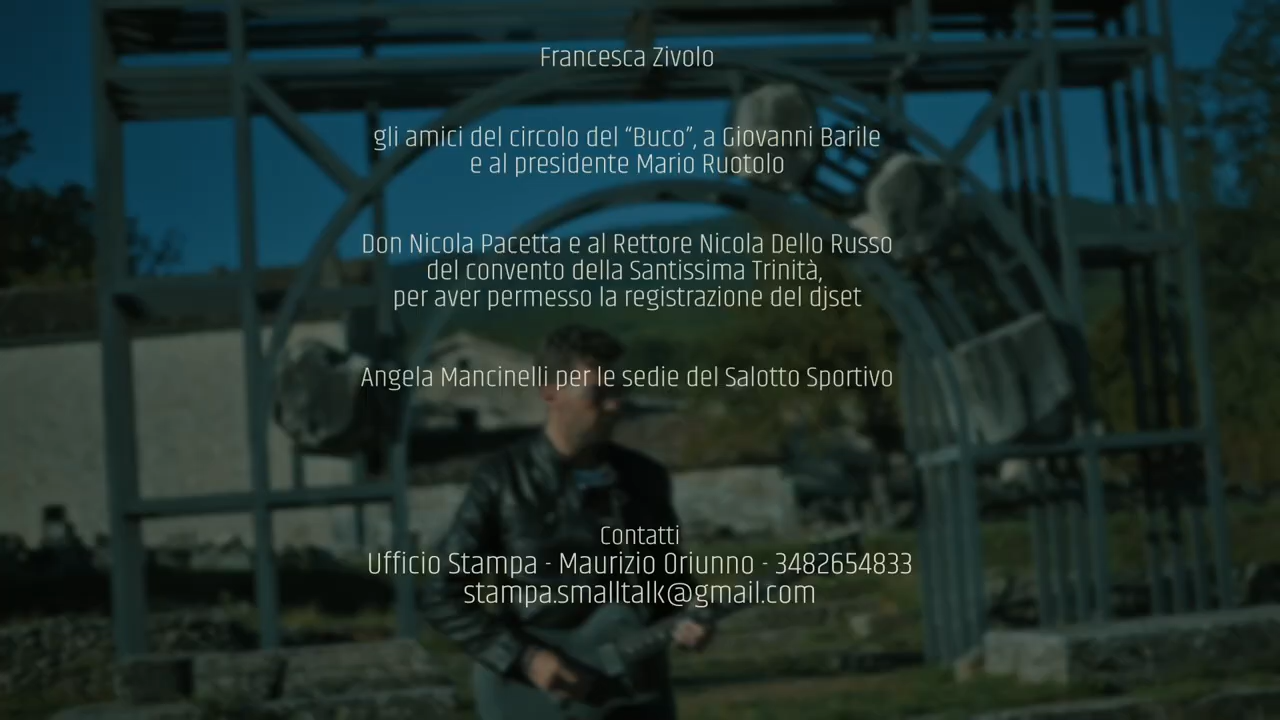 Francesca Zivolo
gli amici del circolo del “Buco”, a Giovanni Barile
e al presidente Mario Ruotolo
Don Nicola Pacetta e al Rettore Nicola Dello Russo
del convento della Santissima Trinità,
per aver permesso la registrazione del djset
Angela Mancinelli per le sedie del Salotto Sportivo
Contatti
Ufficio Stampa - Maurizio Oriunno - 3482654833
stampa.smalltalk@gmail.com